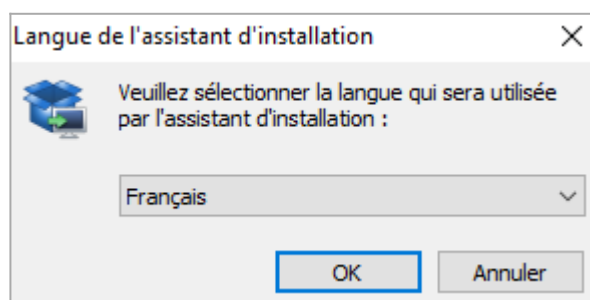 Langue de l'assistant d'installation
Veuillez sélectionner la langue qui sera utilisée
par l'assistant d'installation :
Français
OK
Annuler